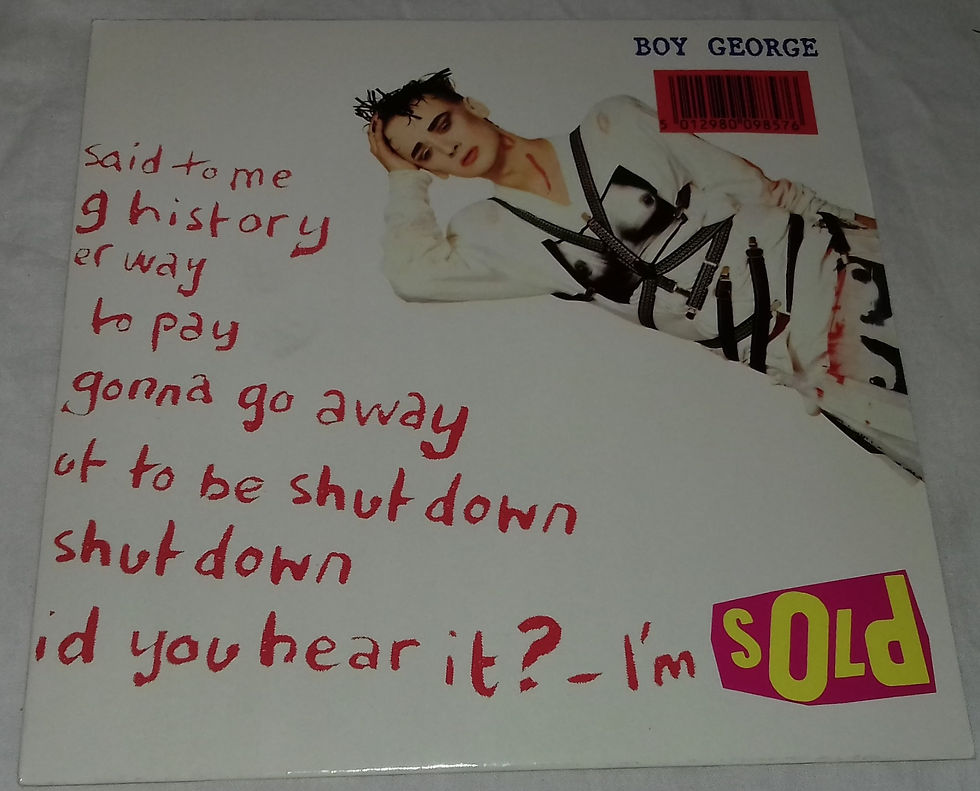 BOY GEORGE
5 012980 098576
said to me
g history
er way
to pay
gonna go away
ut to be shut down
shut down
id you hear it? - I'm SOLd